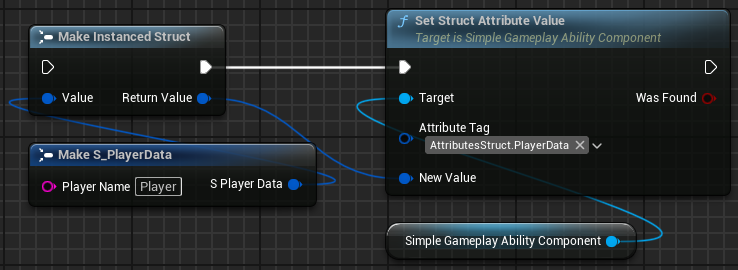 Make Instanced Struct
Value
Return Value
Make S_PlayerData
Player Name
Player
S Player Data
Set Struct Attribute Value
Target is Simple Gameplay Ability Component
Target
Was Found
Attribute Tag
AttributesStruct.PlayerData
New Value
Simple Gameplay Ability Component